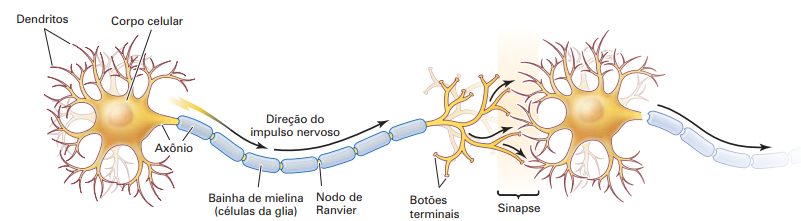 Dendritos
Corpo celular
Direção do
impulso nervoso
Axônio
Bainha de mielina
(células da glia)
Nodo de
Ranvier
Botões
terminais
Sinapse